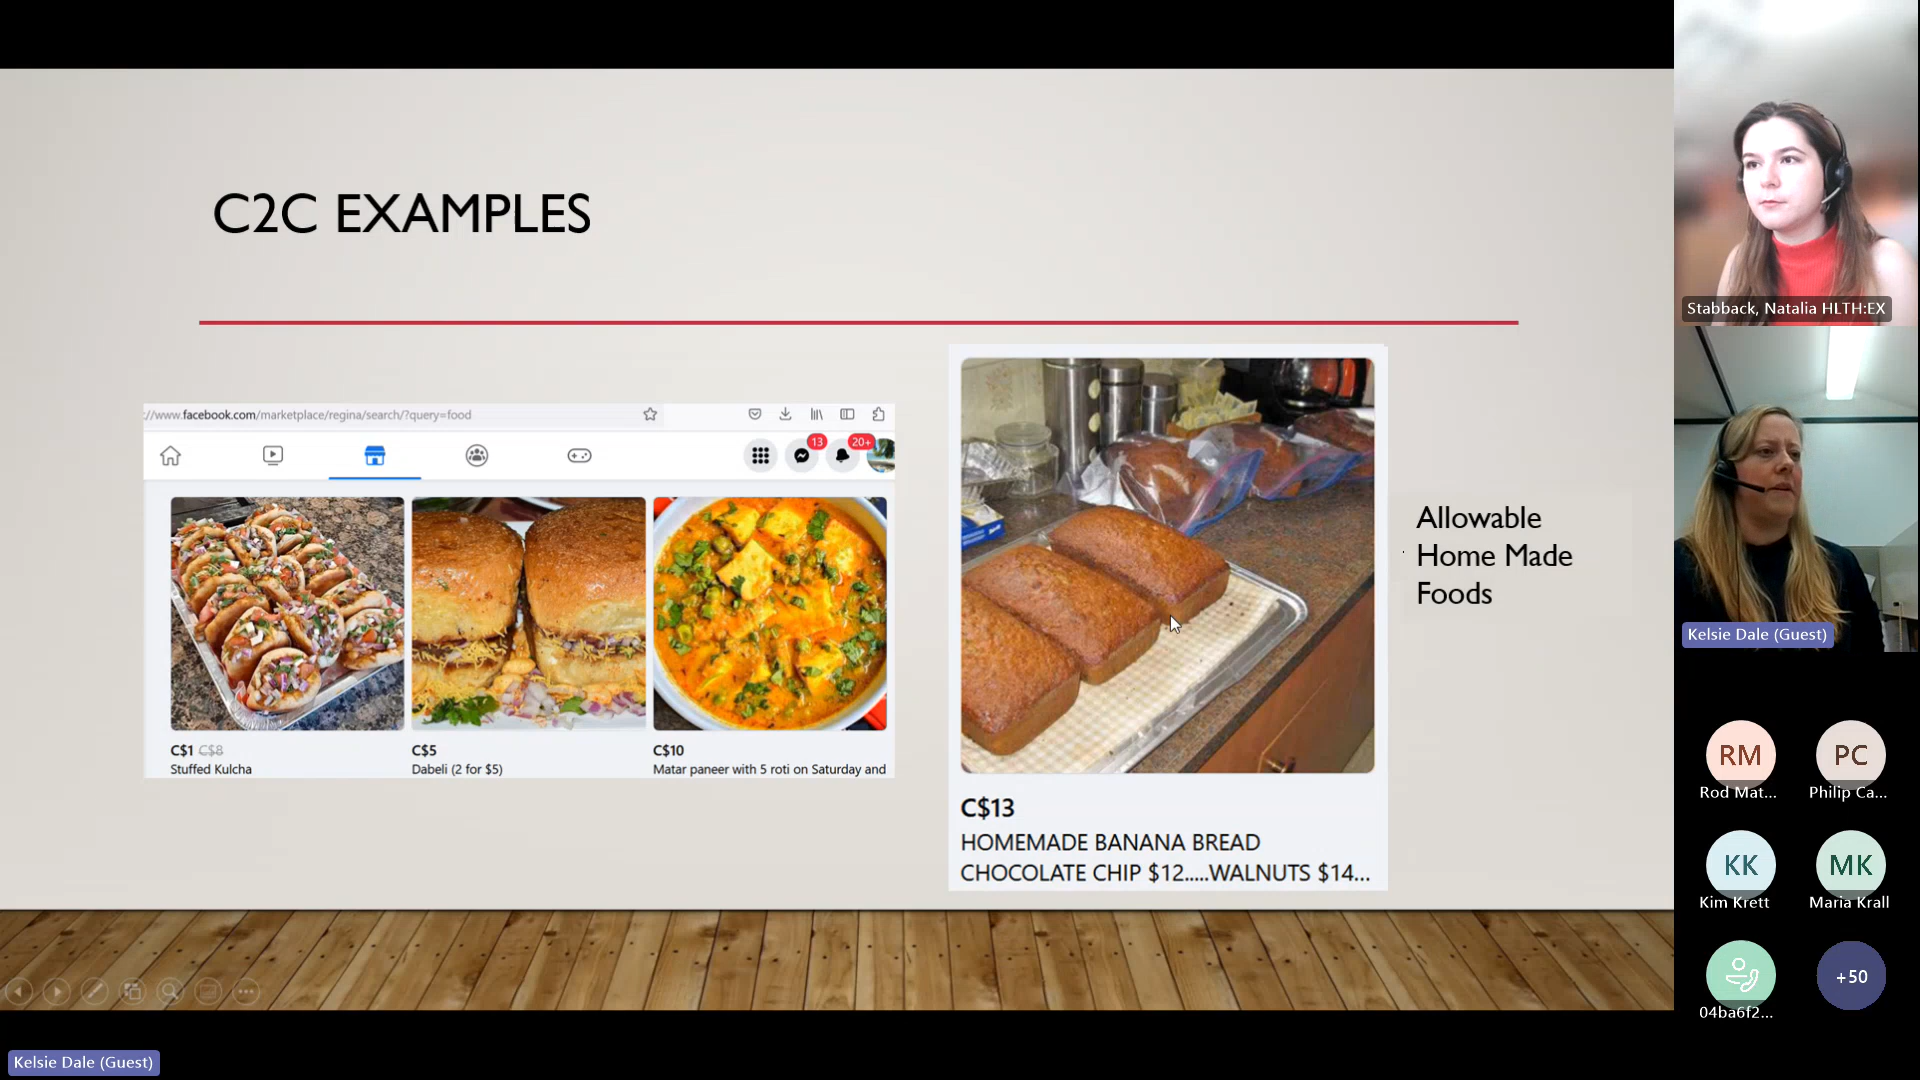 C2C EXAMPLES
://www.facebook.com/marketplace/regina/search/?query=food
13
20+
C$1 C$8
Stuffed Kulcha
C$5
Dabeli (2 for $5)
C$10
Matar paneer with 5 roti on Saturday and
C$13
HOMEMADE BANANA BREAD
CHOCOLATE CHIP $12.....WALNUTS $14...
Allowable
Home Made
Foods
Stabback, Natalia HLTH:EX
Kelsie Dale (Guest)
RM
Rod Mat...
PC
Philip Ca...
KK
Kim Krett
MK
Maria Krall
04ba6f2...
+50
Kelsie Dale (Guest)